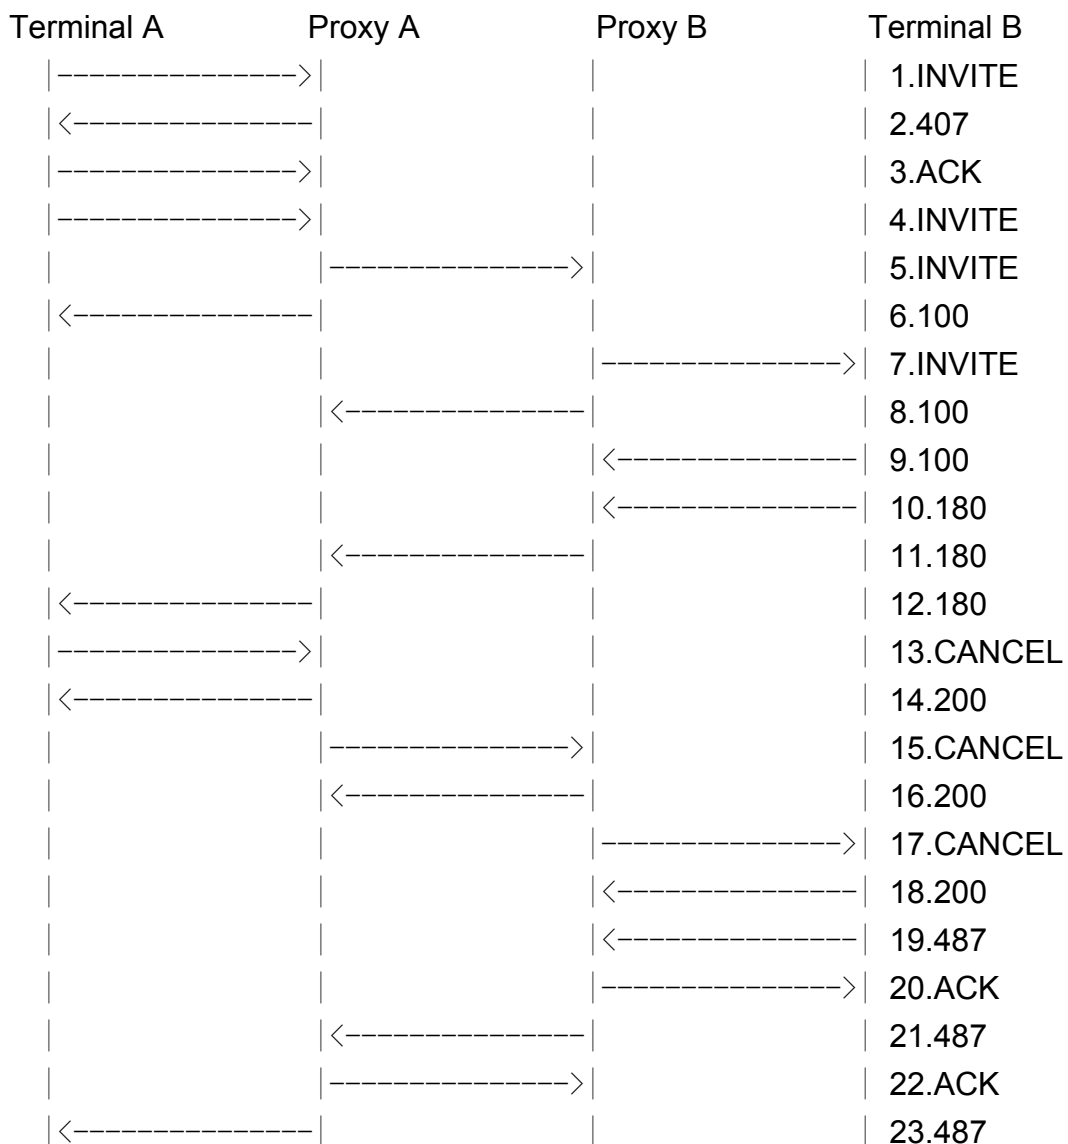 Terminal A Proxy A Proxy B Terminal B
|--------------->| | | 1.INVITE
|<---------------| | | 2.407
|--------------->| | | 3.ACK
|--------------->| | | 4.INVITE
| |--------------->| | 5.INVITE
|<---------------| | | 6.100
| | |--------------->| 7.INVITE
| |<---------------| | 8.100
| | |<---------------| 9.100
| | |<---------------| 10.180
| |<---------------| | 11.180
|<---------------| | | 12.180
|--------------->| | | 13.CANCEL
|<---------------| | | 14.200
| |--------------->| | 15.CANCEL
| |<---------------| | 16.200
| | |--------------->| 17.CANCEL
| | |<---------------| 18.200
| | |<---------------| 19.487
| | |--------------->| 20.ACK
| |<---------------| | 21.487
| |--------------->| | 22.ACK
|<---------------| | | 23.487